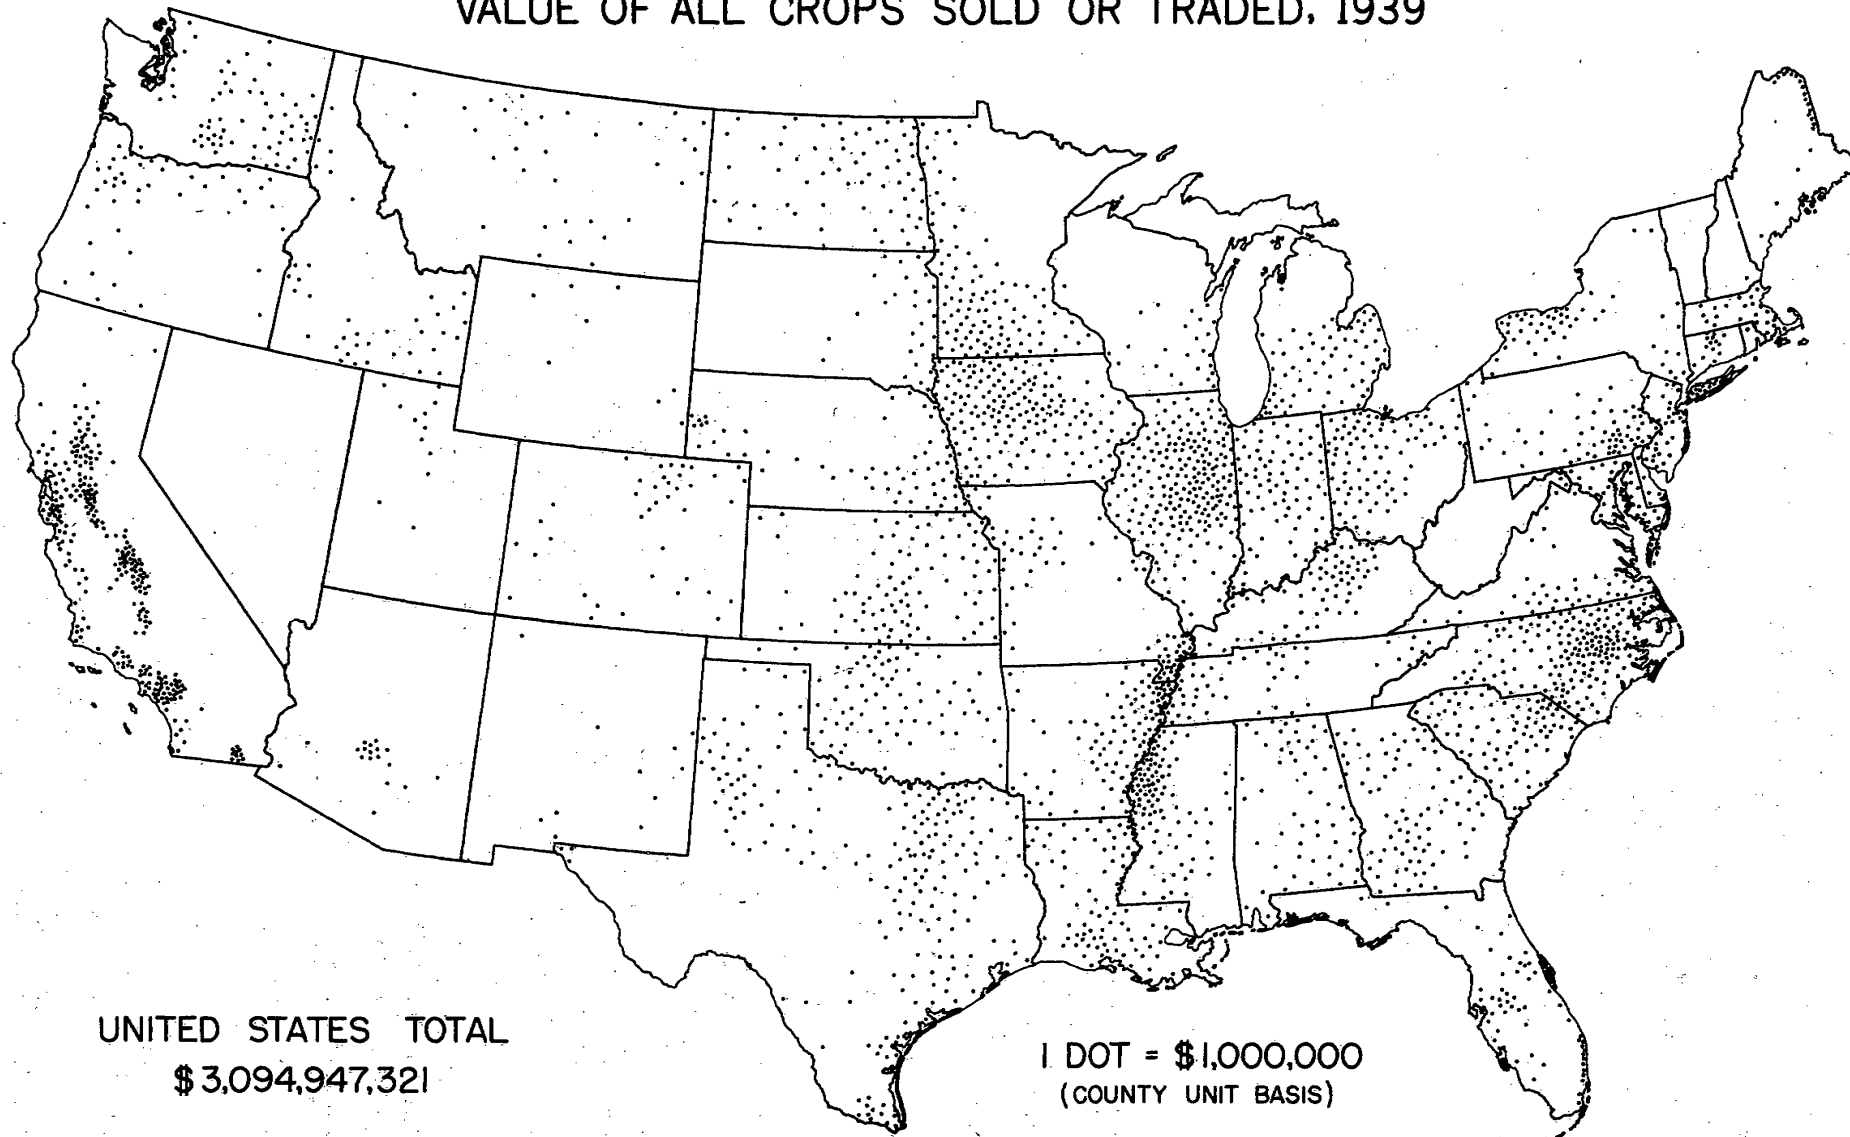 VALUE OF ALL CROPS SOLD OR TRADED, 1939
UNITED STATES TOTAL
$3,094,947,321
1 DOT = $1,000,000
(COUNTY UNIT BASIS)